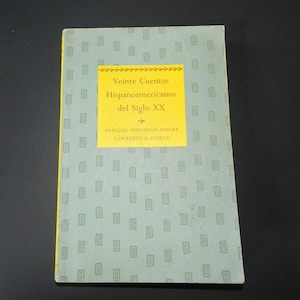 Veinte Cuentos
Hispanoamericanos
del Siglo XX
ENRIQUE ANDERSON-IMBERT
LAWRENCE B. KIDDLE